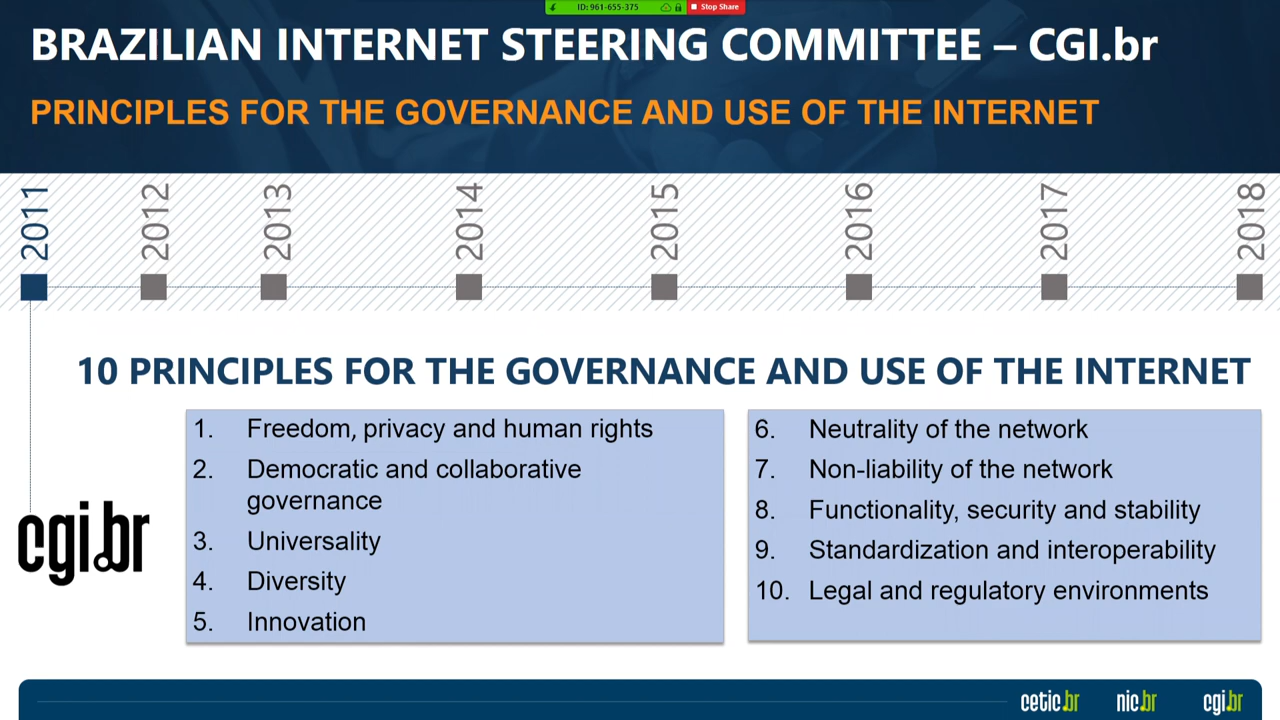 ID: 961-655-375
Stop Share
BRAZILIAN INTERNET STEERING COMMITTEE – CGI.br
PRINCIPLES FOR THE GOVERNANCE AND USE OF THE INTERNET
2011
2012
2013
2014
2015
2016
2017
2018
10 PRINCIPLES FOR THE GOVERNANCE AND USE OF THE INTERNET
cgi.br
1. Freedom, privacy and human rights
2. Democratic and collaborative
governance
3. Universality
4. Diversity
5. Innovation
6. Neutrality of the network
7. Non-liability of the network
8. Functionality, security and stability
9. Standardization and interoperability
10. Legal and regulatory environments
cetic.br
nic.br
cgi.br